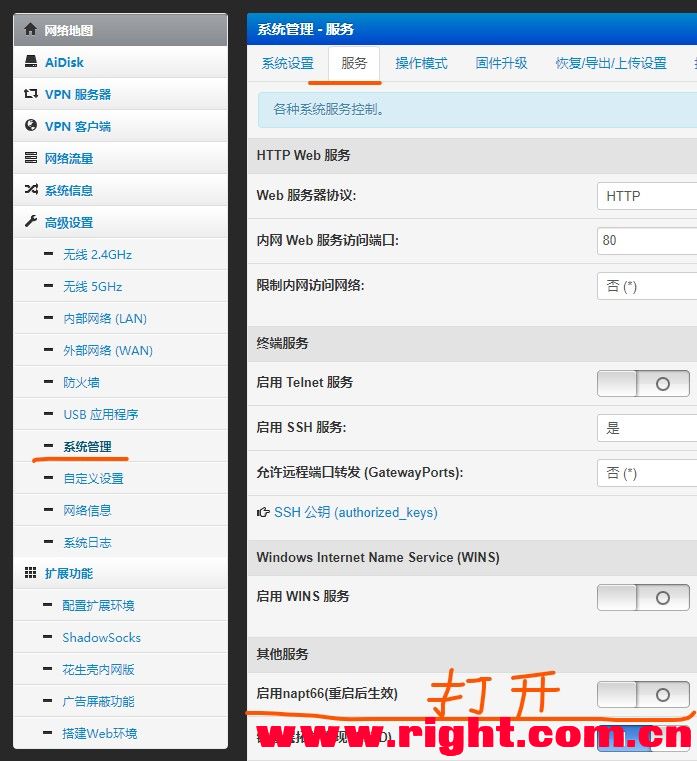 网络地图
AiDisk
VPN 服务器
VPN 客户端
网络流量
系统信息
高级设置
无线 2.4GHz
无线 5GHz
内部网络 (LAN)
外部网络 (WAN)
防火墙
USB 应用程序
系统管理
自定义设置
网络信息
系统日志
扩展功能
配置扩展环境
ShadowSocks
花生壳内网版
广告屏蔽功能
搭建Web环境
系统管理 - 服务
系统设置 服务 操作模式 固件升级 恢复/导出/上传设置
各种系统服务控制。
HTTP Web 服务
Web 服务器协议: HTTP
内网 Web 服务访问端口: 80
限制内网访问网络: 否 (*)
终端服务
启用 Telnet 服务
启用 SSH 服务: 是
允许远程端口转发 (GatewayPorts): 否 (*)
SSH 公钥 (authorized_keys)
Windows Internet Name Service (WINS)
启用 WINS 服务
其他服务
启用napt66(重启后生效) 打开
www.right.com.cn